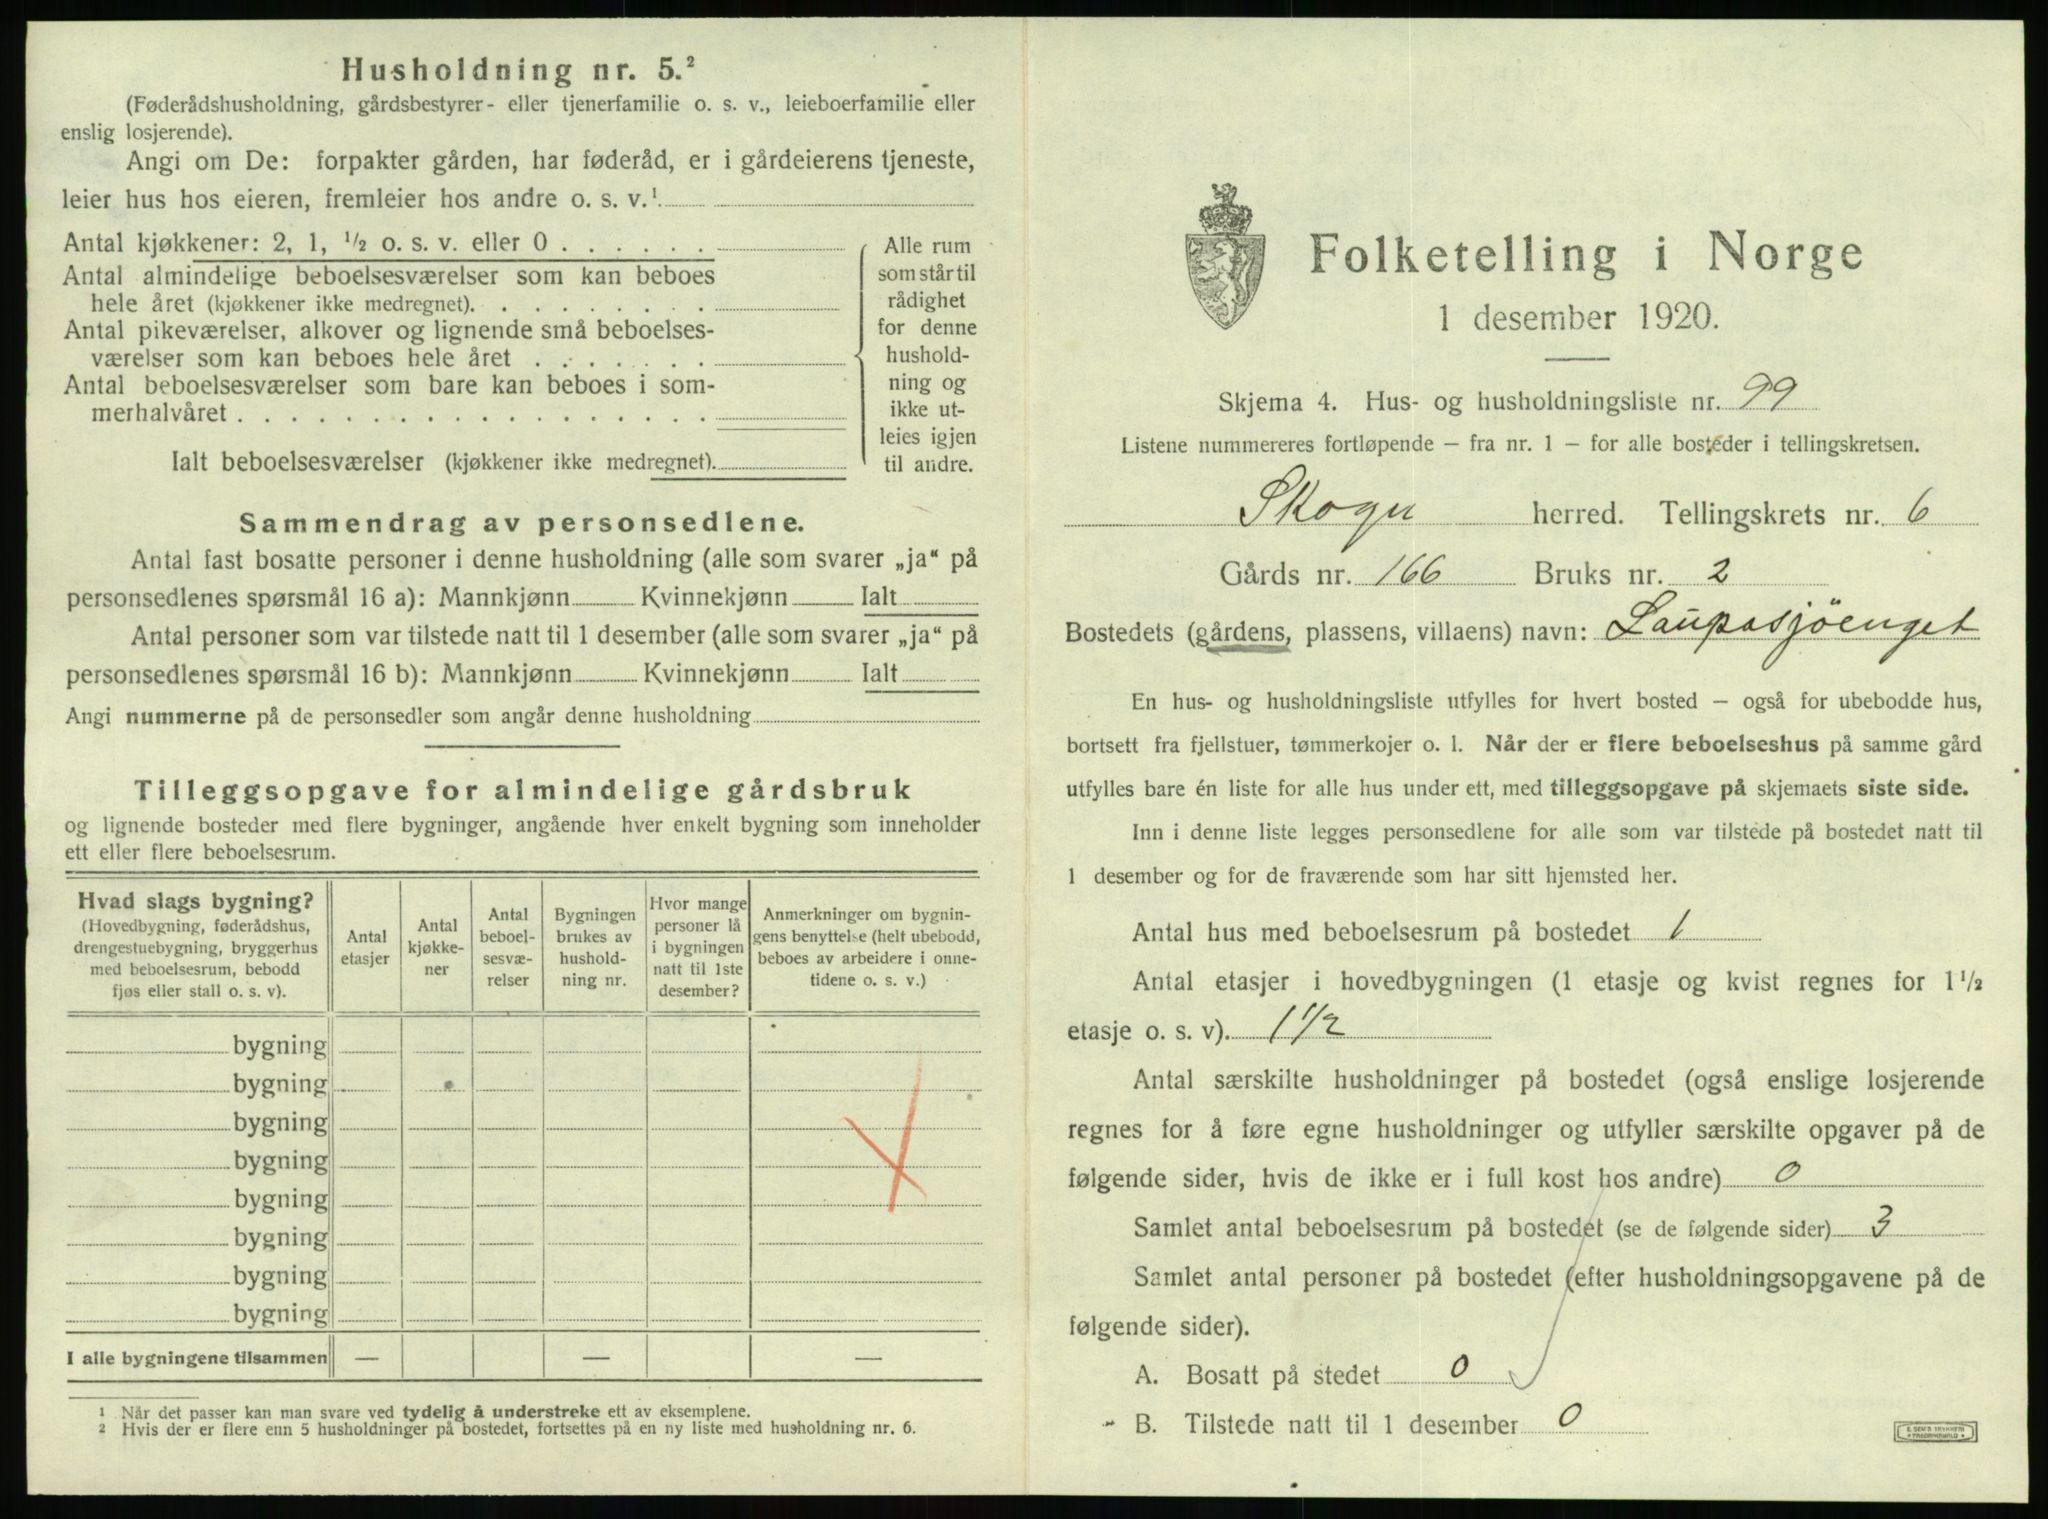 Husholdning nr. 5.²
(Føderådshusholdning, gårdsbestyrer- eller tjenerfamilie o. s. v., leieboerfamilie eller
enslig losjerende).
Angi om De: forpakter gården, har føderåd, er i gårdeierens tjeneste,
leier hus hos eieren, fremleier hos andre o. s. v.¹
Antal kjøkkener: 2, 1, ½ o. s. v. eller 0 . . . . . .
Antal almindelige beboelsesværelser som kan beboes
hele året (kjøkkener ikke medregnet). . . . . . . . .
Antal pikeværelser, alkover og lignende små beboelses-
værelser som kan beboes hele året . . . . . . .
Antal beboelsesværelser som bare kan beboes i som-
merhalvåret . . . . . . . . . . . . . . . . . .
Ialt beboelsesværelser (kjøkkener ikke medregnet).
Alle rum
som står til
rådighet
for denne
hushold-
ning og
ikke ut-
leies igjen
til andre.
Sammendrag av personsedlene.
Antal fast bosatte personer i denne husholdning (alle som svarer „ja“ på
personsedlenes spørsmål 16 a): Mannkjønn Kvinnekjønn Ialt
Antal personer som var tilstede natt til 1 desember (alle som svarer „ja“ på
personsedlenes spørsmål 16 b): Mannkjønn Kvinnekjønn Ialt
Angi nummerne på de personsedler som angår denne husholdning
Tilleggsopgave for almindelige gårdsbruk
og lignende bosteder med flere bygninger, angående hver enkelt bygning som inneholder
ett eller flere beboelsesrum.
Hvad slags bygning?
(Hovedbygning, føderådshus,
drengestuebygning, bryggerhus
med beboelsesrum, bebodd
fjøs eller stall o. s. v).
Antal
etasjer
Antal
kjøkke-
ner
Antal
beboel-
sesvæ-
relser
Bygningen
brukes av
hushold-
ning nr.
Hvor mange
personer lå
i bygningen
natt til 1ste
desember?
Anmerkninger om bygnin-
gens benyttelse (helt ubebodd,
beboes av arbeidere i onne-
tidene o. s. v.)
bygning
bygning
bygning
bygning
bygning
bygning
bygning
bygning
I alle bygningene tilsammen — — —
¹ Når det passer kan man svare ved tydelig å understreke ett av eksemplene.
² Hvis der er flere enn 5 husholdninger på bostedet, fortsettes på en ny liste med husholdning nr. 6.
Folketelling i Norge
1 desember 1920.
Skjema 4. Hus- og husholdningsliste nr. 99
Listene nummereres fortløpende – fra nr. 1 – for alle bosteder i tellingskretsen.
Skoger herred. Tellingskrets nr. 6
Gårds nr. 166 Bruks nr. 2
Bostedets (gårdens, plassens, villaens) navn: Laupasjöenget
En hus- og husholdningsliste utfylles for hvert bosted – også for ubebodde hus,
bortsett fra fjellstuer, tømmerkojer o. l. Når der er flere beboelseshus på samme gård
utfylles bare én liste for alle hus under ett, med tilleggsopgave på skjemaets siste side.
Inn i denne liste legges personsedlene for alle som var tilstede på bostedet natt til
1 desember og for de fraværende som har sitt hjemsted her.
Antal hus med beboelsesrum på bostedet 1
Antal etasjer i hovedbygningen (1 etasje og kvist regnes for 1½
etasje o. s. v). 1 1/2
Antal særskilte husholdninger på bostedet (også enslige losjerende
regnes for å føre egne husholdninger og utfyller særskilte opgaver på de
følgende sider, hvis de ikke er i full kost hos andre) 0
Samlet antal beboelsesrum på bostedet (se de følgende sider) 3
Samlet antal personer på bostedet (efter husholdningsopgavene på de
følgende sider).
A. Bosatt på stedet 0
B. Tilstede natt til 1 desember 0